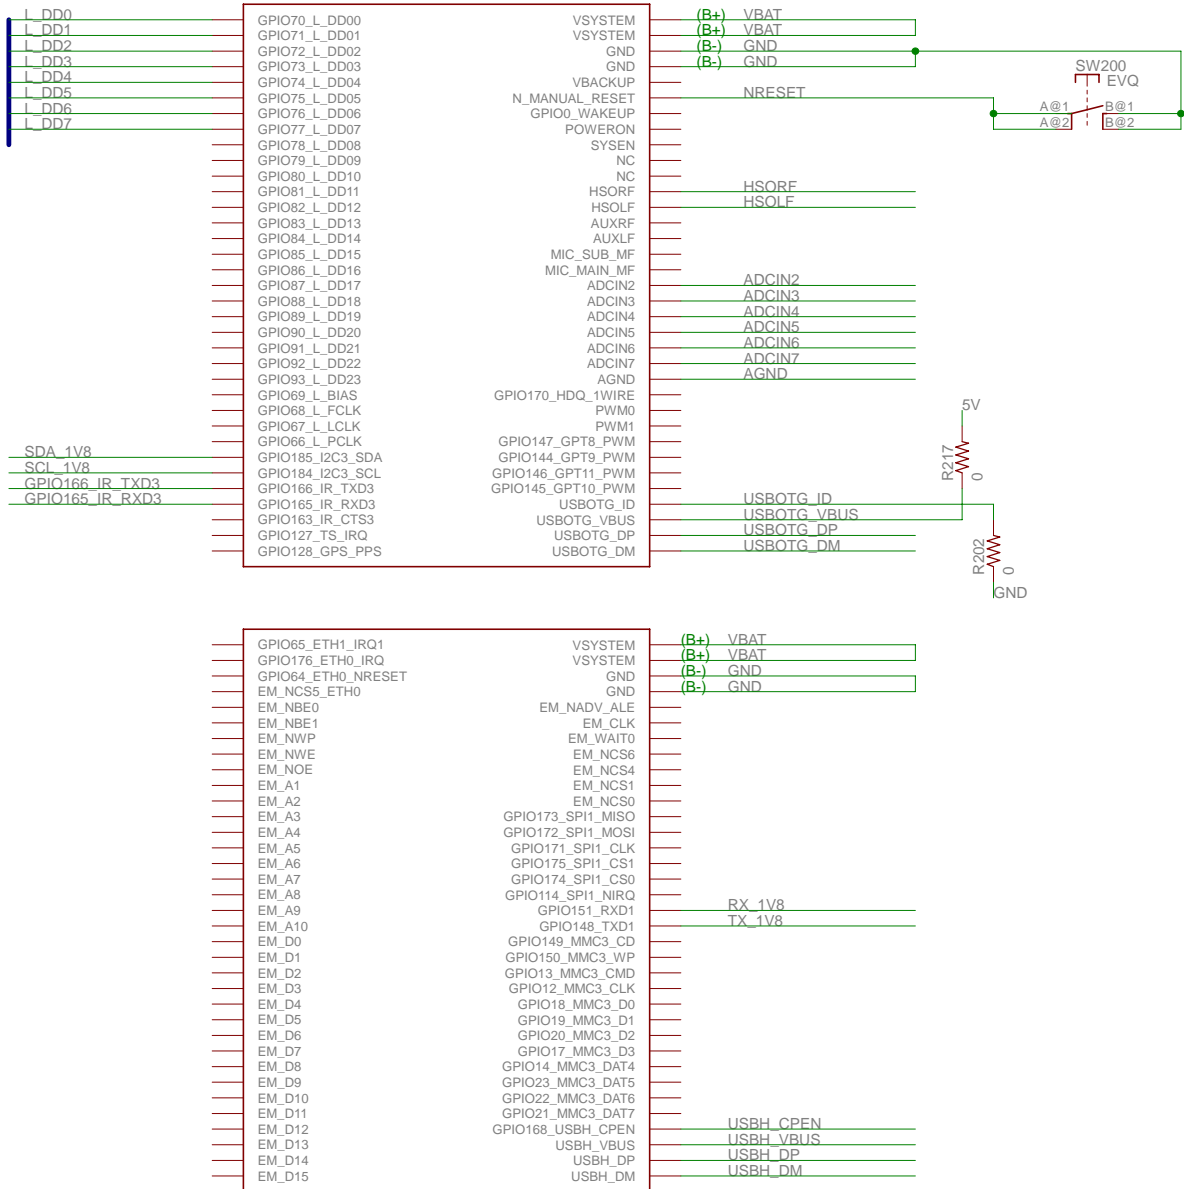 L_DD0 GPIO70_L_DD00 VSYSTEM (B+) VBAT
L_DD1 GPIO71_L_DD01 VSYSTEM (B+) VBAT
L_DD2 GPIO72_L_DD02 GND (B-) GND
L_DD3 GPIO73_L_DD03 GND (B-) GND
SW200
L_DD4 GPIO74_L_DD04 VBACKUP EVQ
L_DD5 GPIO75_L_DD05 N_MANUAL_RESET NRESET
L_DD6 GPIO76_L_DD06 GPIO0_WAKEUP A@1 B@1
L_DD7 GPIO77_L_DD07 POWERON A@2 B@2
GPIO78_L_DD08 SYSEN
GPIO79_L_DD09 NC
GPIO80_L_DD10 NC
GPIO81_L_DD11 HSORF HSORF
GPIO82_L_DD12 HSOLF HSOLF
GPIO83_L_DD13 AUXRF
GPIO84_L_DD14 AUXLF
GPIO85_L_DD15 MIC_SUB_MF
GPIO86_L_DD16 MIC_MAIN_MF
GPIO87_L_DD17 ADCIN2 ADCIN2
GPIO88_L_DD18 ADCIN3 ADCIN3
GPIO89_L_DD19 ADCIN4 ADCIN4
GPIO90_L_DD20 ADCIN5 ADCIN5
GPIO91_L_DD21 ADCIN6 ADCIN6
GPIO92_L_DD22 ADCIN7 ADCIN7
GPIO93_L_DD23 AGND AGND
GPIO69_L_BIAS GPIO170_HDQ_1WIRE
GPIO68_L_FCLK PWM0 5V
GPIO67_L_LCLK PWM1
GPIO66_L_PCLK GPIO147_GPT8_PWM
SDA_1V8 GPIO185_I2C3_SDA GPIO144_GPT9_PWM R217
SCL_1V8 GPIO184_I2C3_SCL GPIO146_GPT11_PWM 0
GPIO166_IR_TXD3 GPIO166_IR_TXD3 GPIO145_GPT10_PWM
GPIO165_IR_RXD3 GPIO165_IR_RXD3 USBOTG_ID USBOTG_ID
GPIO163_IR_CTS3 USBOTG_VBUS USBOTG_VBUS
GPIO127_TS_IRQ USBOTG_DP USBOTG_DP
GPIO128_GPS_PPS USBOTG_DM USBOTG_DM R202
0
GND
GPIO65_ETH1_IRQ1 VSYSTEM (B+) VBAT
GPIO176_ETH0_IRQ VSYSTEM (B+) VBAT
GPIO64_ETH0_NRESET GND (B-) GND
EM_NCS5_ETH0 GND (B-) GND
EM_NBE0 EM_NADV_ALE
EM_NBE1 EM_CLK
EM_NWP EM_WAIT0
EM_NWE EM_NCS6
EM_NOE EM_NCS4
EM_A1 EM_NCS1
EM_A2 EM_NCS0
EM_A3 GPIO173_SPI1_MISO
EM_A4 GPIO172_SPI1_MOSI
EM_A5 GPIO171_SPI1_CLK
EM_A6 GPIO175_SPI1_CS1
EM_A7 GPIO174_SPI1_CS0
EM_A8 GPIO114_SPI1_NIRQ
EM_A9 GPIO151_RXD1 RX_1V8
EM_A10 GPIO148_TXD1 TX_1V8
EM_D0 GPIO149_MMC3_CD
EM_D1 GPIO150_MMC3_WP
EM_D2 GPIO13_MMC3_CMD
EM_D3 GPIO12_MMC3_CLK
EM_D4 GPIO18_MMC3_D0
EM_D5 GPIO19_MMC3_D1
EM_D6 GPIO20_MMC3_D2
EM_D7 GPIO17_MMC3_D3
EM_D8 GPIO14_MMC3_DAT4
EM_D9 GPIO23_MMC3_DAT5
EM_D10 GPIO22_MMC3_DAT6
EM_D11 GPIO21_MMC3_DAT7
EM_D12 GPIO168_USBH_CPEN USBH_CPEN
EM_D13 USBH_VBUS USBH_VBUS
EM_D14 USBH_DP USBH_DP
EM_D15 USBH_DM USBH_DM